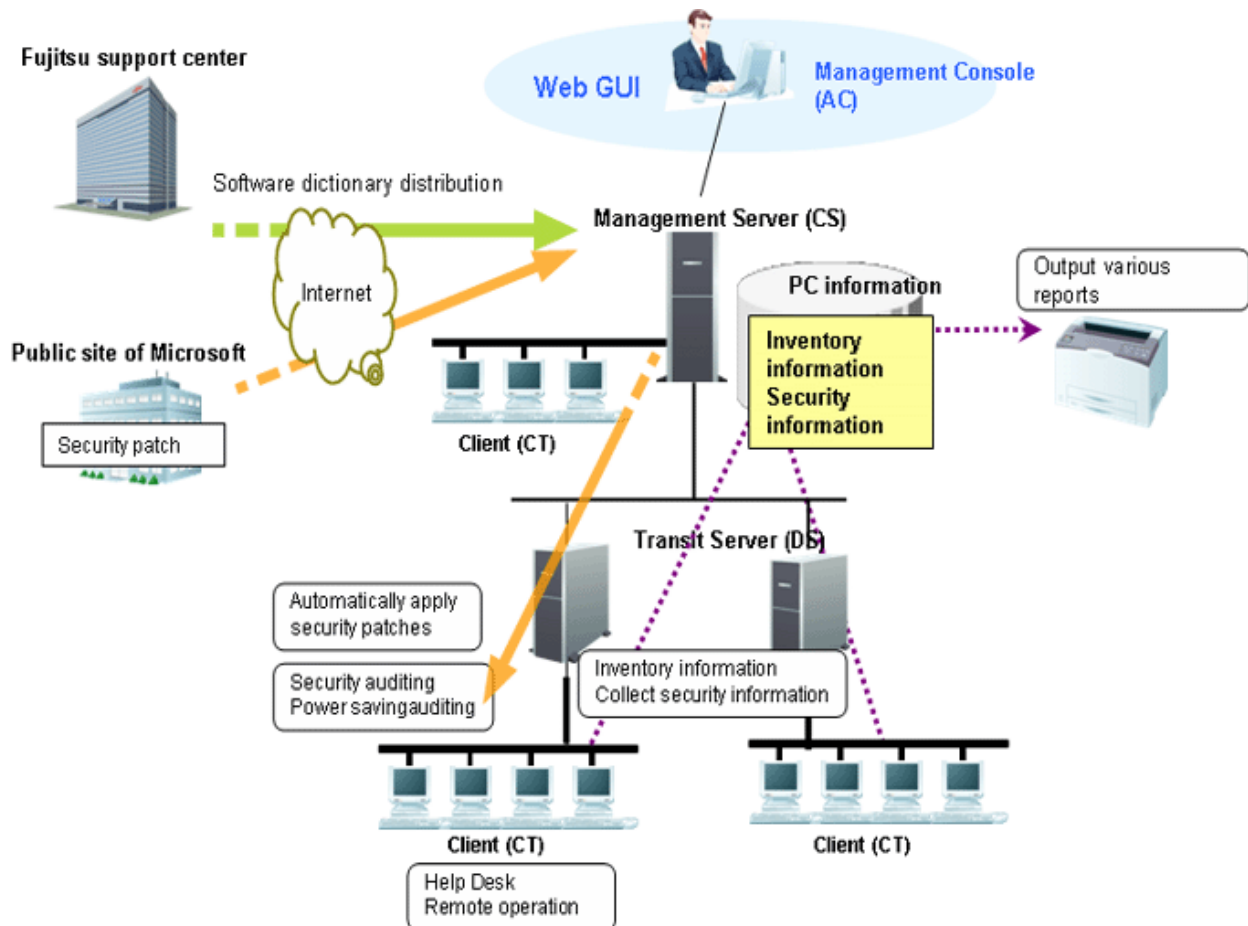 Fujitsu support center
Web GUI
Management Console
(AC)
Software dictionary distribution
Management Server (CS)
Internet
PC information
Output various
reports
Public site of Microsoft
Security patch
Inventory
information
Security
information
Client (CT)
Transit Server (DS)
Automatically apply
security patches
Security auditing
Power savingauditing
Inventory information
Collect security information
Client (CT)
Client (CT)
Help Desk
Remote operation